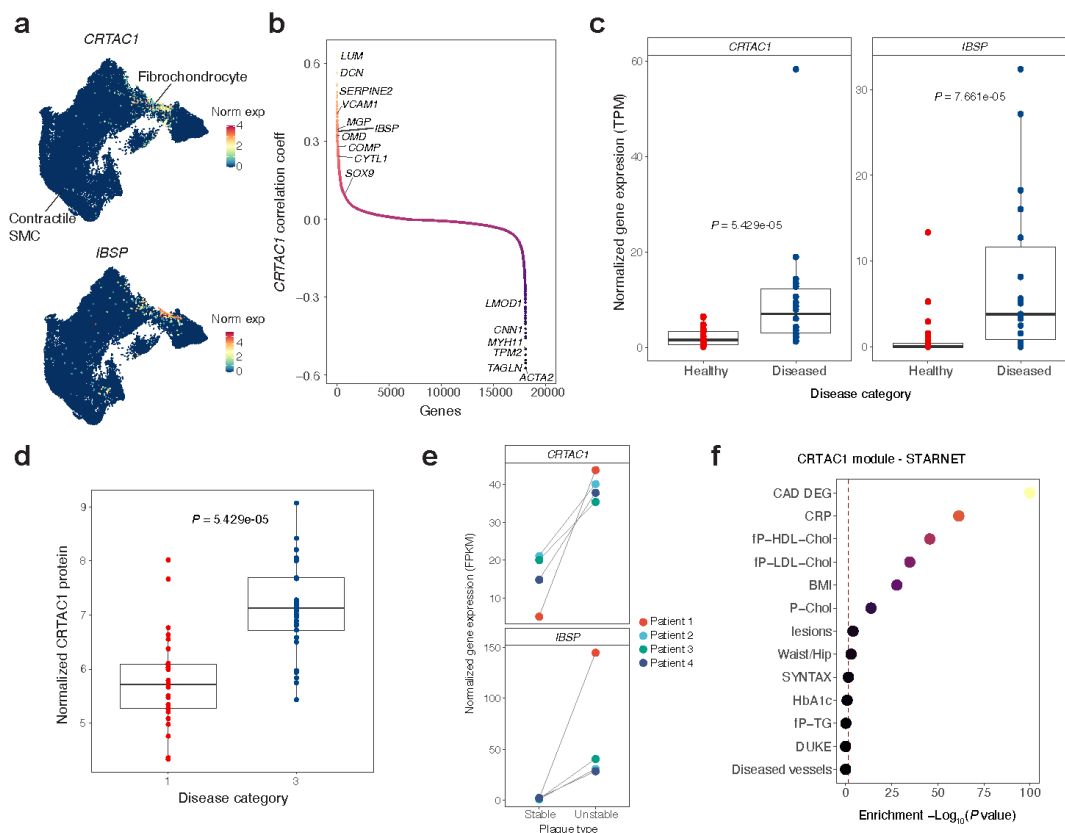 a
CRTAC1
Fibrochondrocyte
Norm exp
4
2
0
Contractile
SMC
IBSP
Norm exp
4
2
0
b
CRTAC1 correlation coeff
0.6
0.3
0.0
−0.3
−0.6
LUM
DCN
SERPINE2
VCAM1
MGP
IBSP
OMD
COMP
CYTL1
SOX9
LMOD1
CNN1
MYH11
TPM2
TAGLN
ACTA2
0
5000
10000
15000
20000
Genes
c
CRTAC1
IBSP
Normalized gene expression (TPM)
60
40
20
0
P = 5.429e-05
30
20
10
0
P = 7.661e-05
Healthy
Diseased
Healthy
Diseased
Disease category
d
Normalized CRTAC1 protein
9
8
7
6
5
P = 5.429e-05
1
3
Disease category
e
CRTAC1
Normalized gene expression (FPKM)
40
30
20
10
0
IBSP
150
100
50
0
Stable
Unstable
Plaque type
Patient 1
Patient 2
Patient 3
Patient 4
f
CRTAC1 module - STARNET
CAD DEG
CRP
fP−HDL−Chol
fP−LDL−Chol
BMI
P−Chol
lesions
Waist/Hip
SYNTAX
HbA1c
fP−TG
DUKE
Diseased vessels
0
25
50
75
100
Enrichment −Log10(P value)